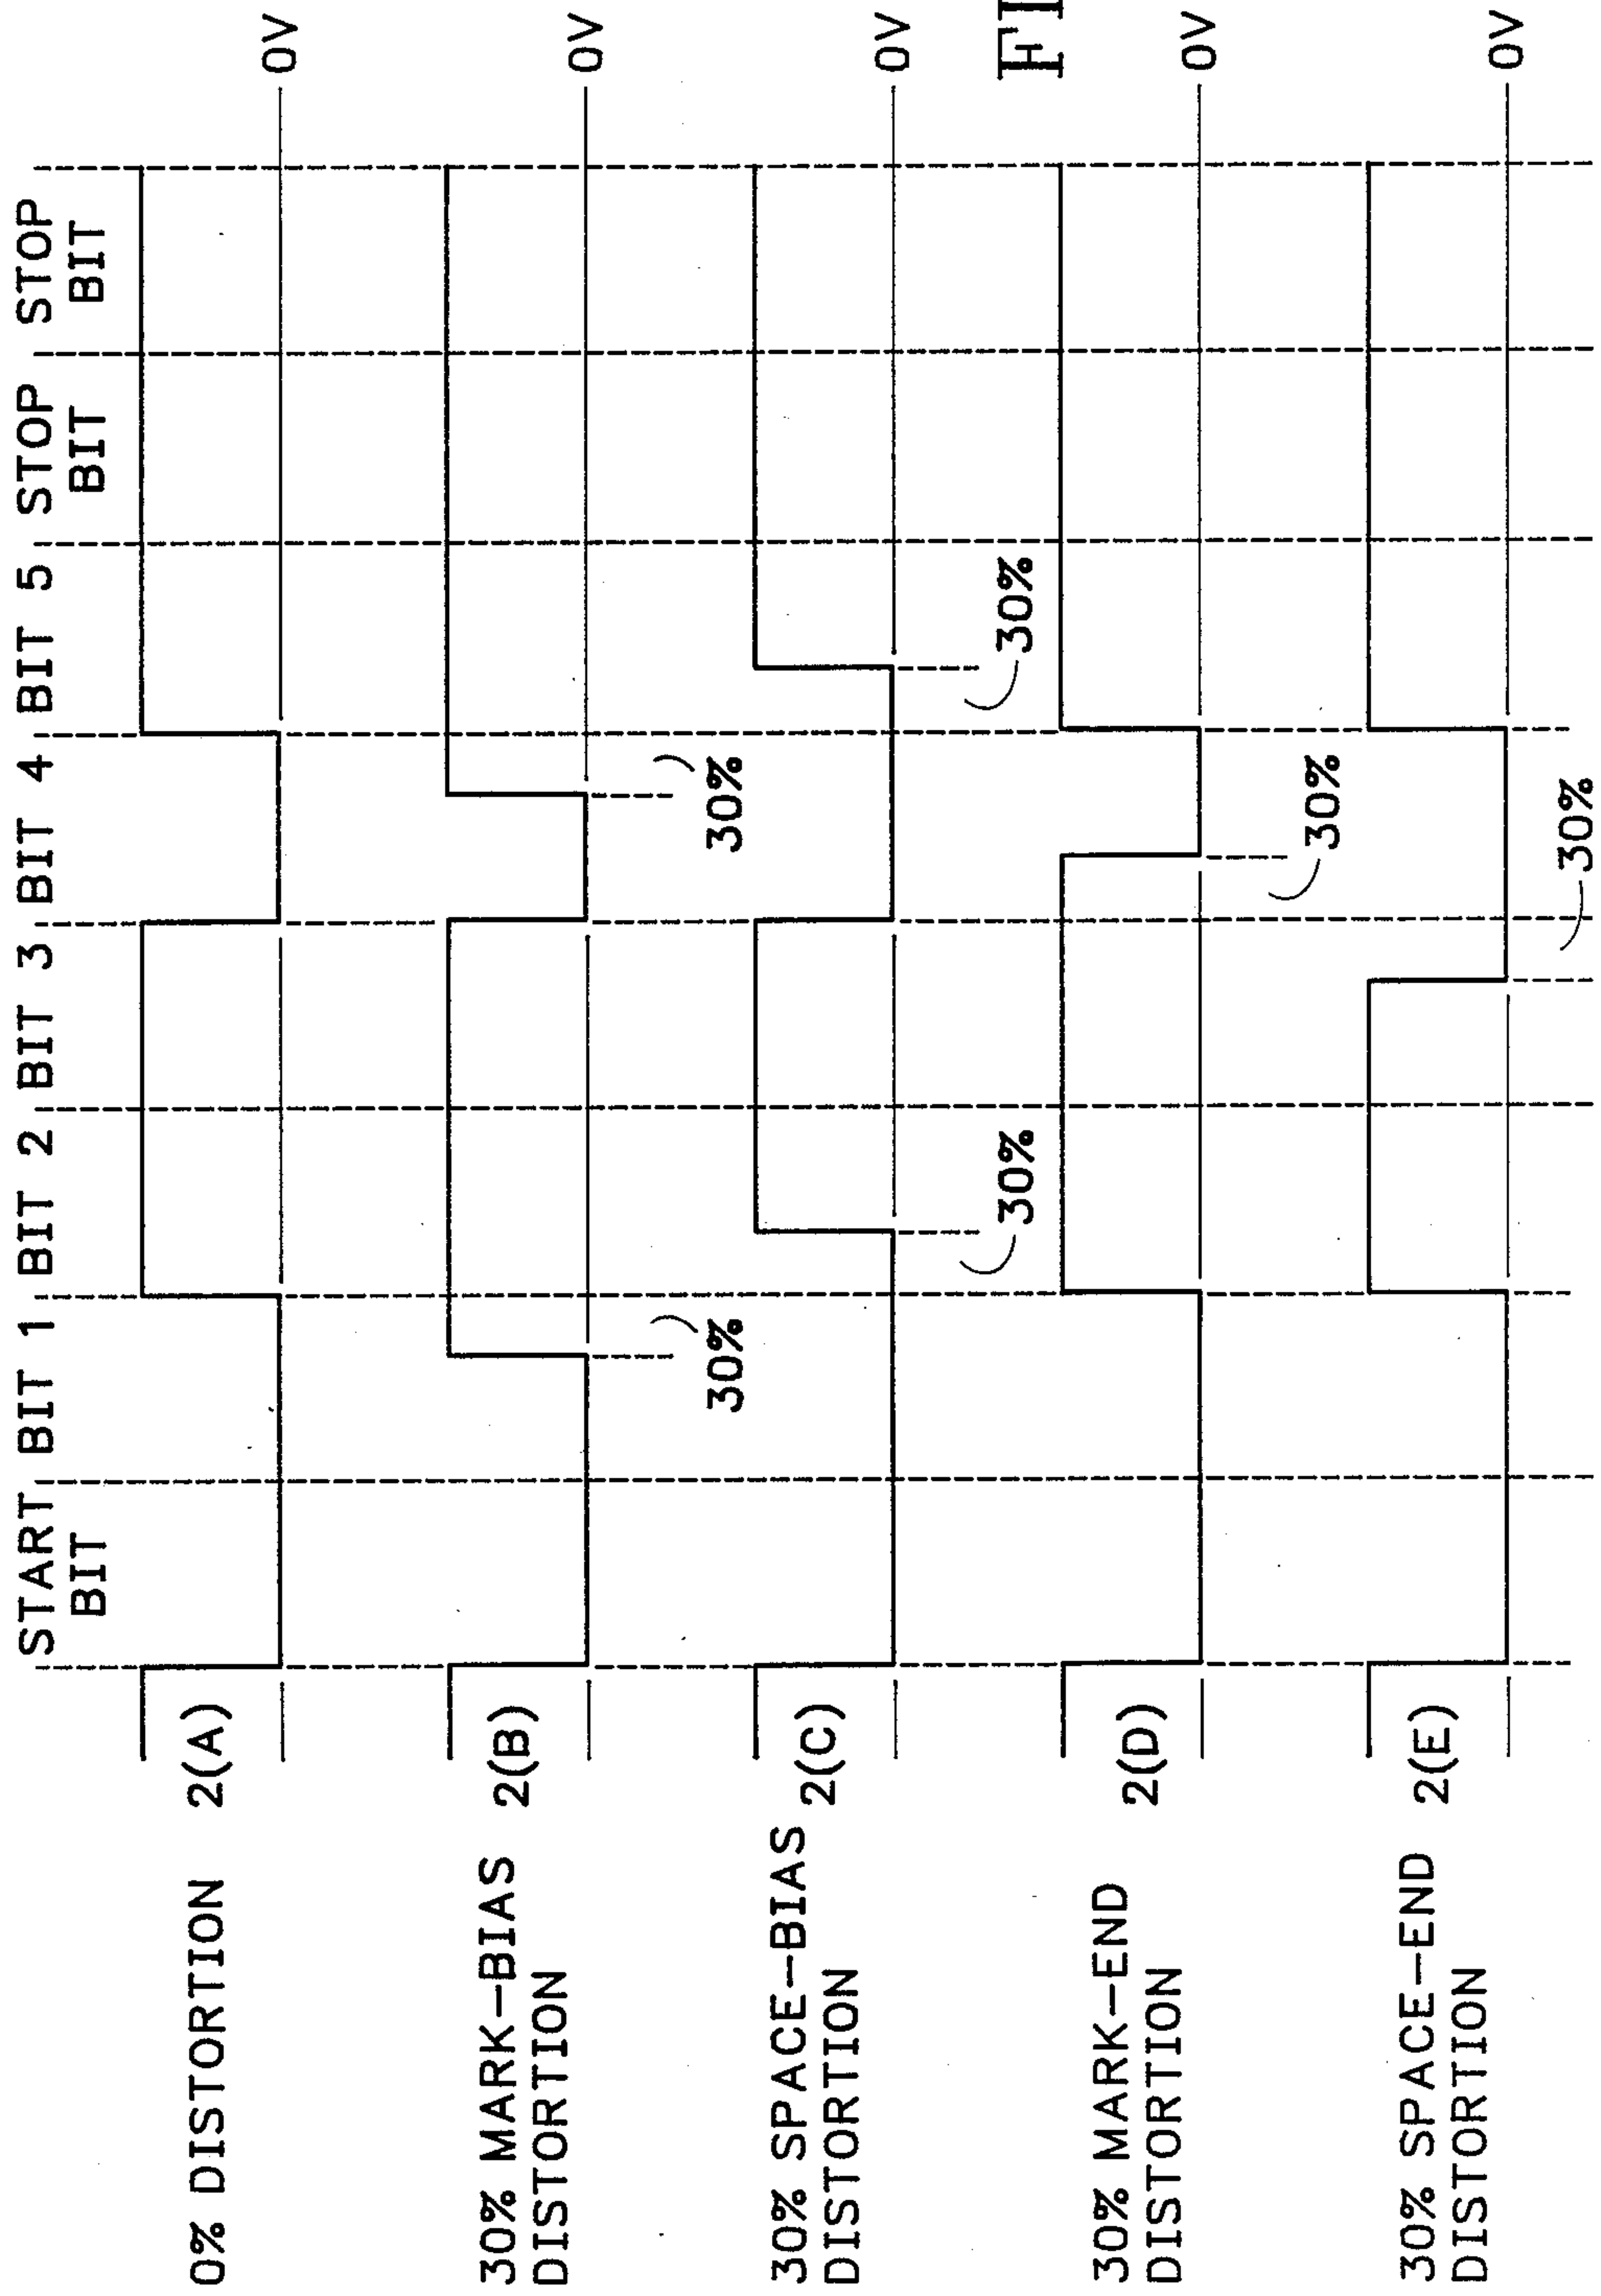 START BIT 1 BIT 2 BIT 3 BIT 4 BIT 5 STOP STOP
BIT BIT BIT
0% DISTORTION 2(A) 0V
30% MARK-BIAS 2(B) 0V
DISTORTION
30% 30%
30% SPACE-BIAS 2(C) 0V
DISTORTION
30% 30%
30% MARK-END 2(D) 0V
DISTORTION
30%
30% SPACE-END 2(E) 0V
DISTORTION
30%